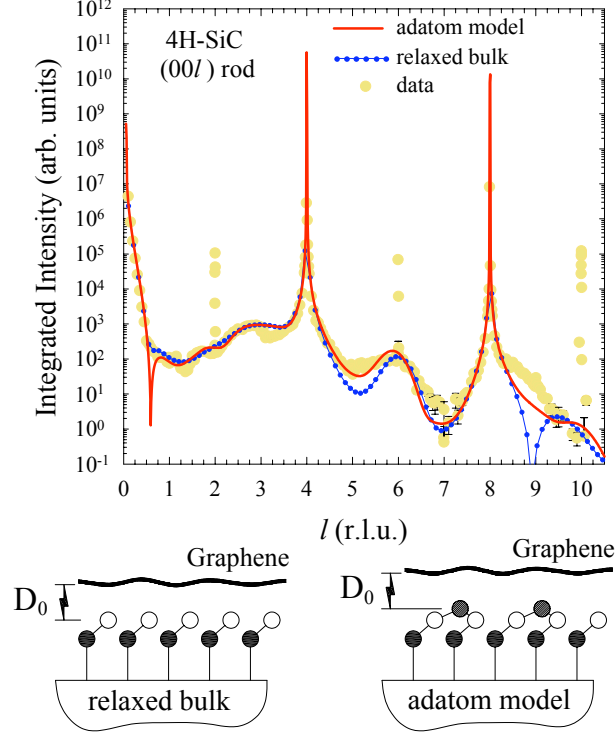 10¹²
10¹¹
10¹⁰
10⁹
10⁸
10⁷
10⁶
10⁵
10⁴
10³
10²
10¹
10⁰
10⁻¹
Integrated Intensity (arb. units)
4H-SiC
(00l) rod
adatom model
relaxed bulk
data
0 1 2 3 4 5 6 7 8 9 10
l (r.l.u.)
Graphene
D₀
relaxed bulk
Graphene
D₀
adatom model